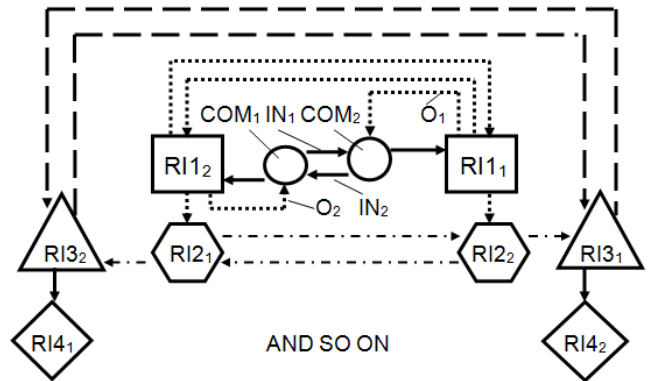 COM₁ IN₁ COM₂ O₁
RI1₂ RI1₁
O₂ IN₂
RI3₂ RI2₁ RI2₂ RI3₁
RI4₁ AND SO ON RI4₂